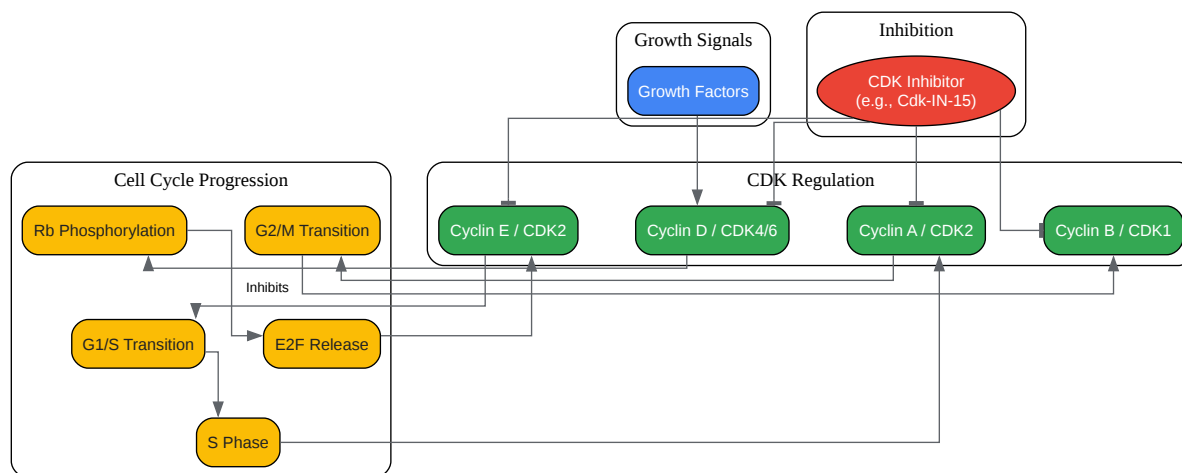 Inhibition
Growth Signals
CDK Inhibitor
(e.g., Cdk-IN-15)
Growth Factors
Cell Cycle Progression
CDK Regulation
Rb Phosphorylation
G2/M Transition
Cyclin E / CDK2
Cyclin D / CDK4/6
Cyclin A / CDK2
Cyclin B / CDK1
Inhibits
G1/S Transition
E2F Release
S Phase